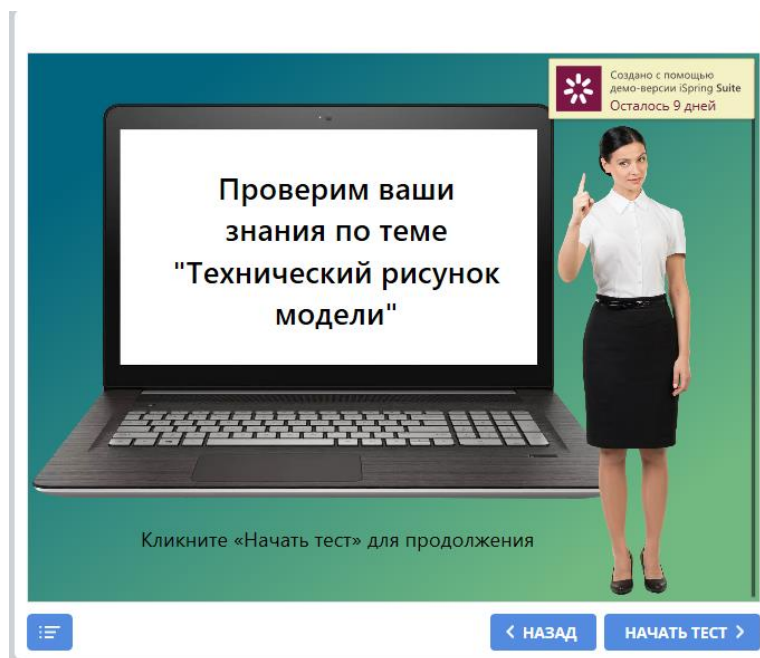 Создано с помощью
демо-версии iSpring Suite
Осталось 9 дней
Проверим ваши
знания по теме
"Технический рисунок
модели"
Кликните «Начать тест» для продолжения
НАЗАД
НАЧАТЬ ТЕСТ